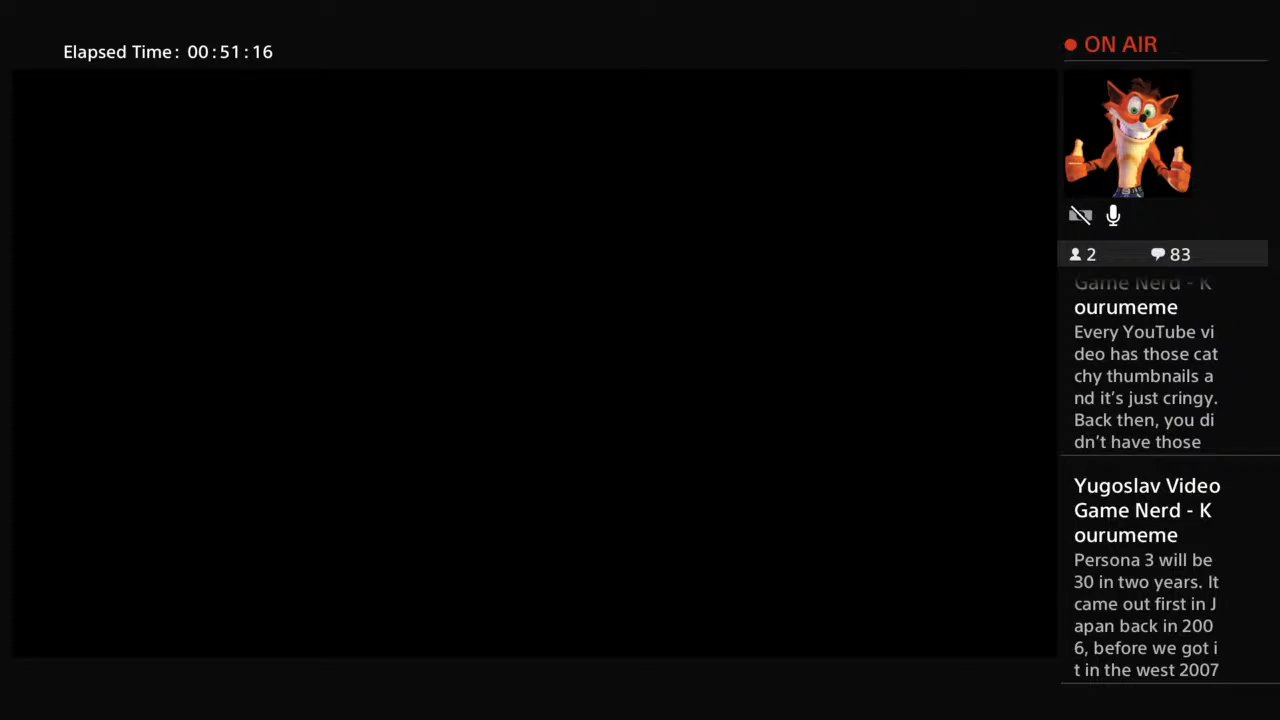 Elapsed Time: 00:51:16
ON AIR
2 83
Game Nerd - K
ourumeme
Every YouTube vi
deo has those cat
chy thumbnails a
nd it's just cringy.
Back then, you di
dn't have those
Yugoslav Video
Game Nerd - K
ourumeme
Persona 3 will be
30 in two years. It
came out first in J
apan back in 200
6, before we got i
t in the west 2007